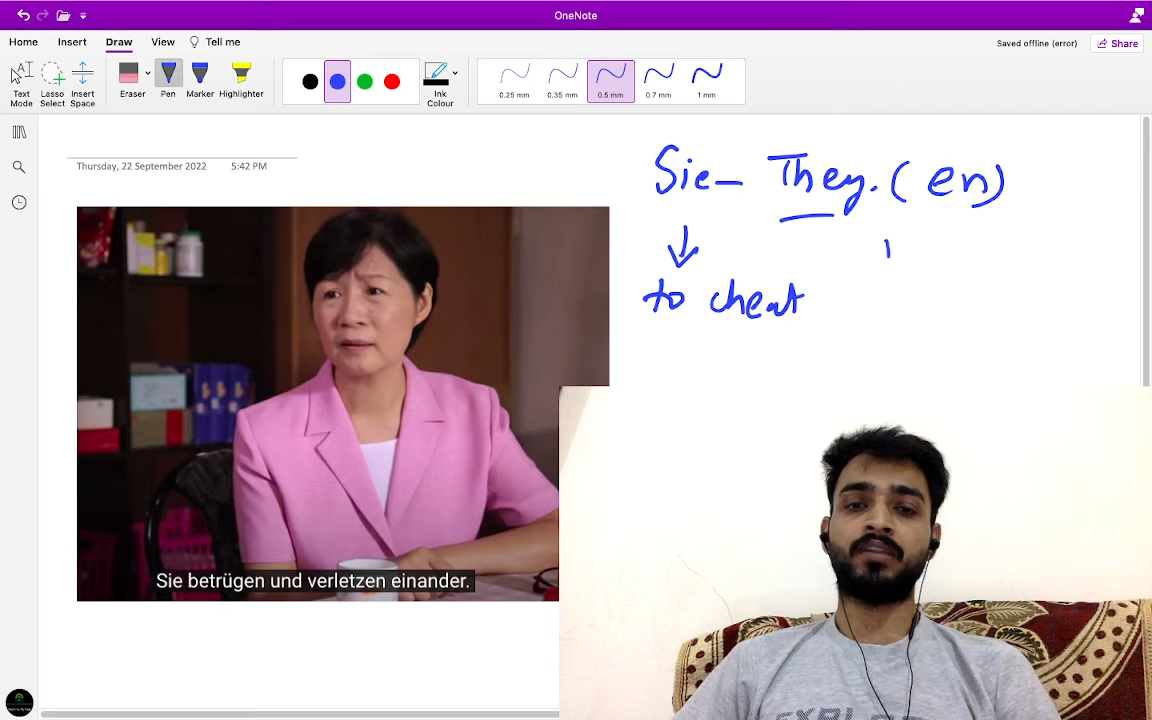 OneNote
Home Insert Draw View Tell me
Saved offline (error) Share
Text Mode
Lasso Select
Insert Space
Eraser
Pen
Marker
Highlighter
Ink Colour
0.25 mm
0.35 mm
0.5 mm
0.7 mm
1 mm
Thursday, 22 September 2022 5:42 PM
Sie - They. (en)
↓
to cheat
Sie betrügen und verletzen einander.